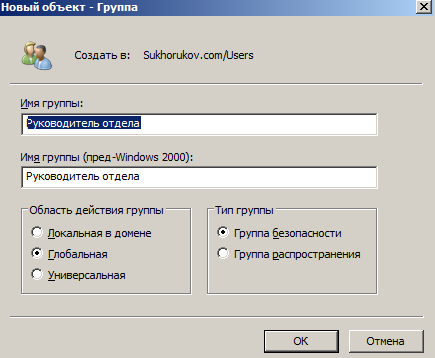 Новый объект - Группа
Создать в: Sukhorukov.com/Users
Имя группы:
Руководитель отдела
Имя группы (пред-Windows 2000):
Руководитель отдела
Область действия группы
Тип группы
Локальная в домене
Группа безопасности
Глобальная
Группа распространения
Универсальная
ОК
Отмена